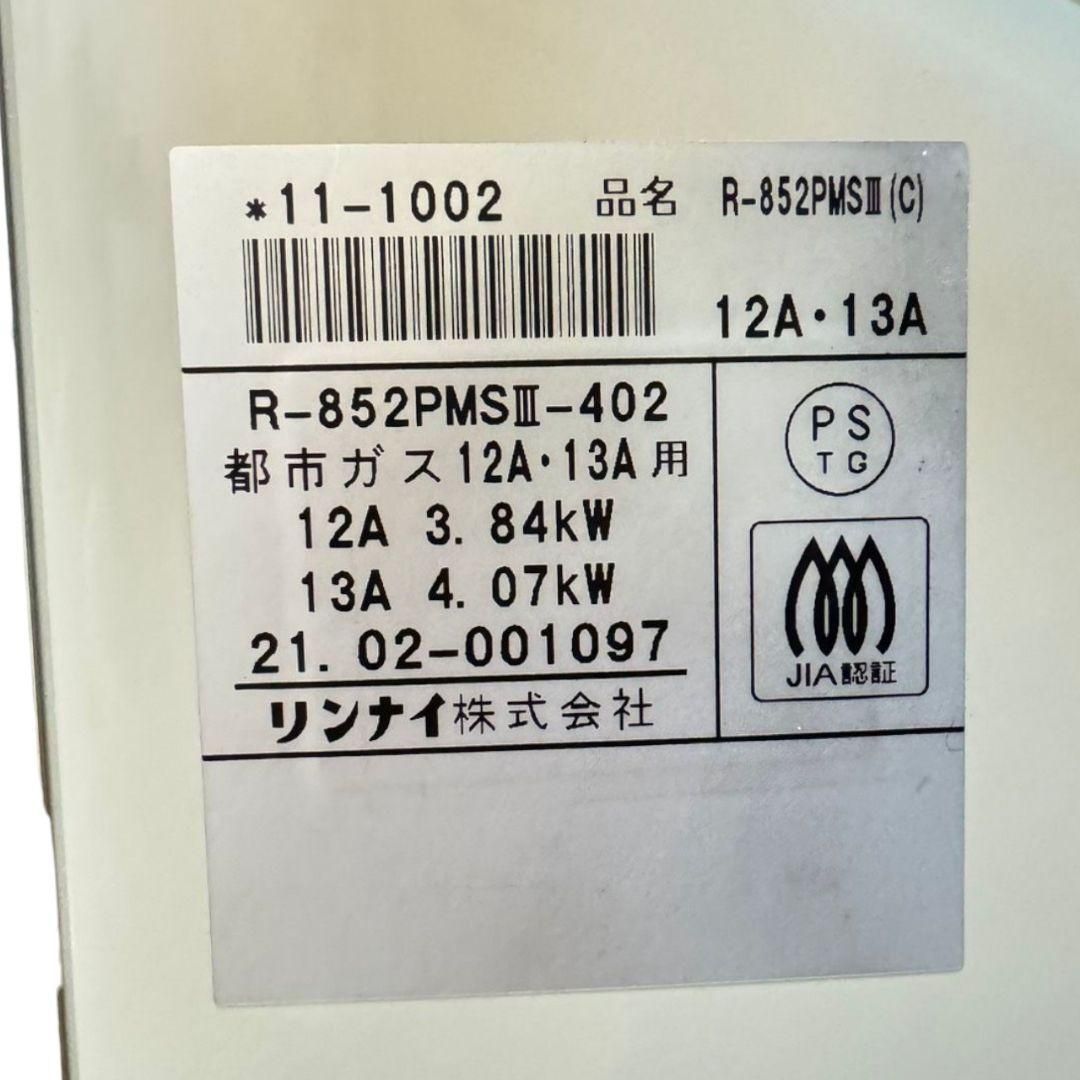 *11-1002 品名 R-852PMSⅢ(C)
12A・13A
R-852PMSⅢ-402
都市ガス12A・13A用
12A 3.84kW
13A 4.07kW
21.02-001097
リンナイ株式会社
PS
TG
JIA認証